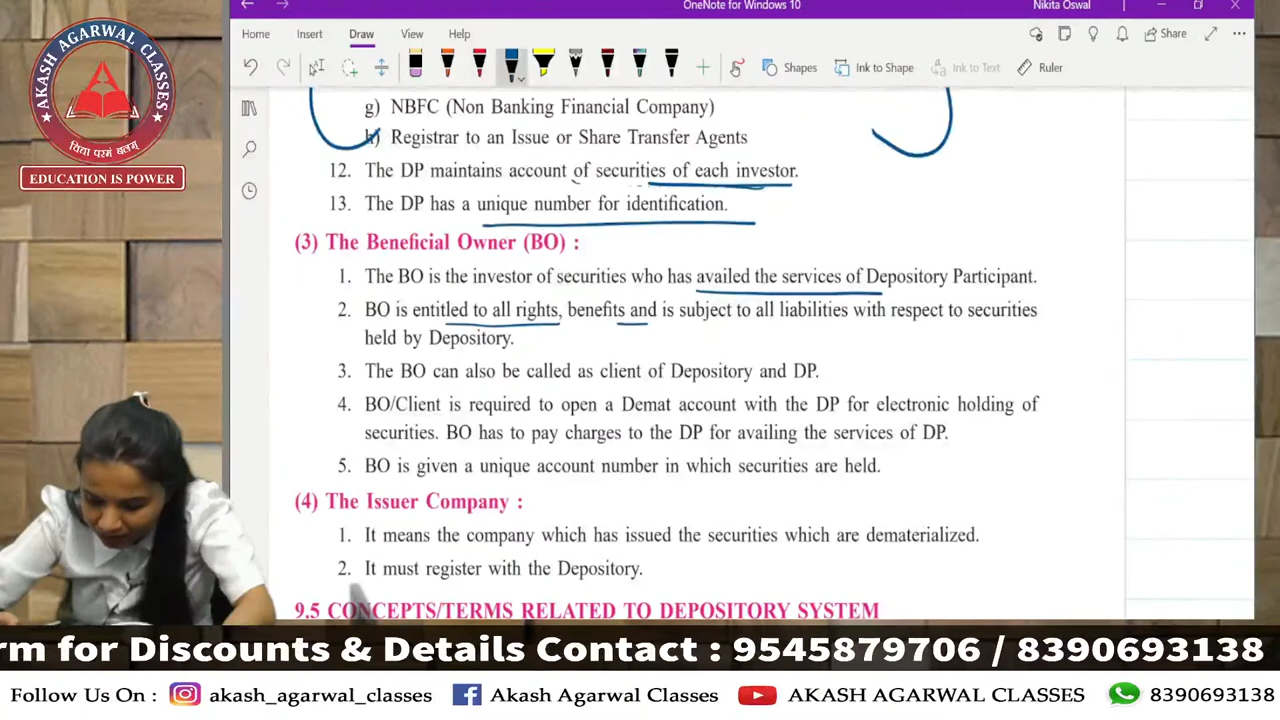 OneNote for Windows 10
Nikita Oswal
Home Insert Draw View Help
Share
Shapes Ink to Shape Ink to Text Ruler
AKASH AGARWAL CLASSES
विद्या परमं बलम्
EDUCATION IS POWER
g) NBFC (Non Banking Financial Company)
h) Registrar to an Issue or Share Transfer Agents
12. The DP maintains account of securities of each investor.
13. The DP has a unique number for identification.
(3) The Beneficial Owner (BO) :
1. The BO is the investor of securities who has availed the services of Depository Participant.
2. BO is entitled to all rights, benefits and is subject to all liabilities with respect to securities
held by Depository.
3. The BO can also be called as client of Depository and DP.
4. BO/Client is required to open a Demat account with the DP for electronic holding of
securities. BO has to pay charges to the DP for availing the services of DP.
5. BO is given a unique account number in which securities are held.
(4) The Issuer Company :
1. It means the company which has issued the securities which are dematerialized.
2. It must register with the Depository.
9.5 CONCEPTS/TERMS RELATED TO DEPOSITORY SYSTEM
rm for Discounts & Details Contact : 9545879706 / 8390693138
Follow Us On : akash_agarwal_classes Akash Agarwal Classes AKASH AGARWAL CLASSES 8390693138